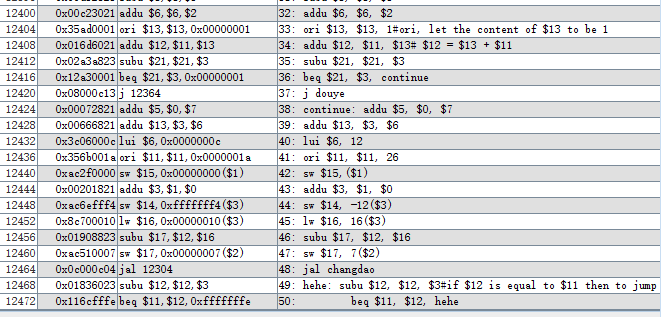 12400 0x00c23021 addu $6,$6,$2 32: addu $6, $6, $2
12404 0x35ad0001 ori $13,$13,0x00000001 33: ori $13, $13, 1#ori, let the content of $13 to be 1
12408 0x016d6021 addu $12,$11,$13 34: addu $12, $11, $13# $12 = $13 + $11
12412 0x02a3a823 subu $21,$21,$3 35: subu $21, $21, $3
12416 0x12a30001 beq $21,$3,0x00000001 36: beq $21, $3, continue
12420 0x08000c13 j 12364 37: j douye
12424 0x00072821 addu $5,$0,$7 38: continue: addu $5, $0, $7
12428 0x00666821 addu $13,$3,$6 39: addu $13, $3, $6
12432 0x3c06000c lui $6,0x0000000c 40: lui $6, 12
12436 0x356b001a ori $11,$11,0x0000001a 41: ori $11, $11, 26
12440 0xac2f0000 sw $15,0x00000000($1) 42: sw $15,($1)
12444 0x00201821 addu $3,$1,$0 43: addu $3, $1, $0
12448 0xac6efff4 sw $14,0xfffffff4($3) 44: sw $14, -12($3)
12452 0x8c700010 lw $16,0x00000010($3) 45: lw $16, 16($3)
12456 0x01908823 subu $17,$12,$16 46: subu $17, $12, $16
12460 0xac510007 sw $17,0x00000007($2) 47: sw $17, 7($2)
12464 0x0c000c04 jal 12304 48: jal changdao
12468 0x01836023 subu $12,$12,$3 49: hehe: subu $12, $12, $3#if $12 is equal to $11 then to jump
12472 0x116cfffe beq $11,$12,0xfffffffe 50: beq $11, $12, hehe